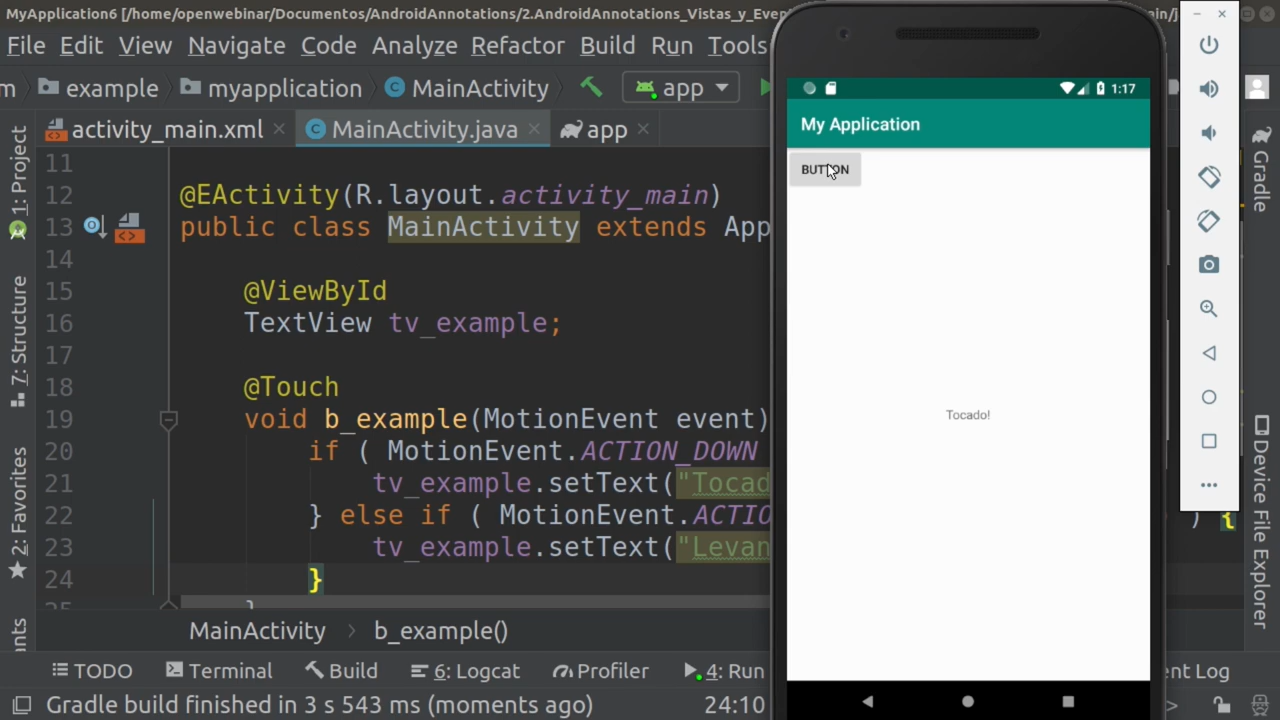 MyApplication6 [/home/openwebinar/Documentos/AndroidAnnotations/2.AndroidAnnotations_Vistas_y_Even
File Edit View Navigate Code Analyze Refactor Build Run Tools
m example myapplication MainActivity app
activity_main.xml MainActivity.java app
11
12 @EActivity(R.layout.activity_main)
13 public class MainActivity extends App
14
15 @ViewById
16 TextView tv_example;
17
18 @Touch
19 void b_example(MotionEvent event)
20 if ( MotionEvent.ACTION_DOWN
21 tv_example.setText("Tocad
22 } else if ( MotionEvent.ACTIO
23 tv_example.setText("Levan
24 }
25 }
) {
MainActivity b_example()
TODO Terminal Build 6: Logcat Profiler 4: Run
nt Log
Gradle build finished in 3 s 543 ms (moments ago) 24:10
1: Project
7: Structure
2: Favorites
ants
1:17
My Application
BUTTON
Tocado!
Gradle
Device File Explorer